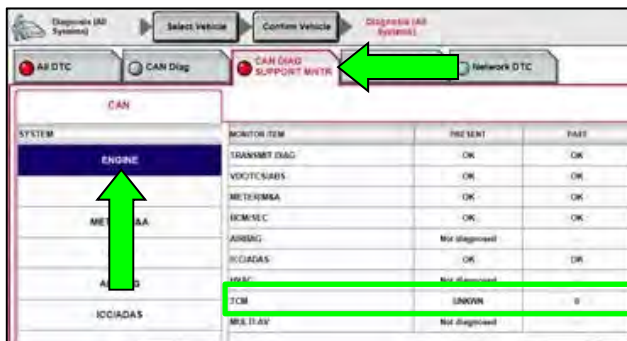 Diagnosis (All Systems)
Select Vehicle
Confirm Vehicle
Diagnosis (All Systems)
All DTC
CAN Diag
CAN DIAG SUPPORT MNTR
Network DTC
CAN
SYSTEM
MONITOR ITEM PRESENT PAST
ENGINE
TRANSMIT DIAG OK OK
VDC/TCS/ABS OK OK
METER/M&A OK OK
METER/M&A
BCM/SEC OK OK
AIRBAG Not diagnosed -
ICC/ADAS OK OK
HVAC Not diagnosed -
TCM UNKWN 0
ICC/ADAS
MULTI AV Not diagnosed -